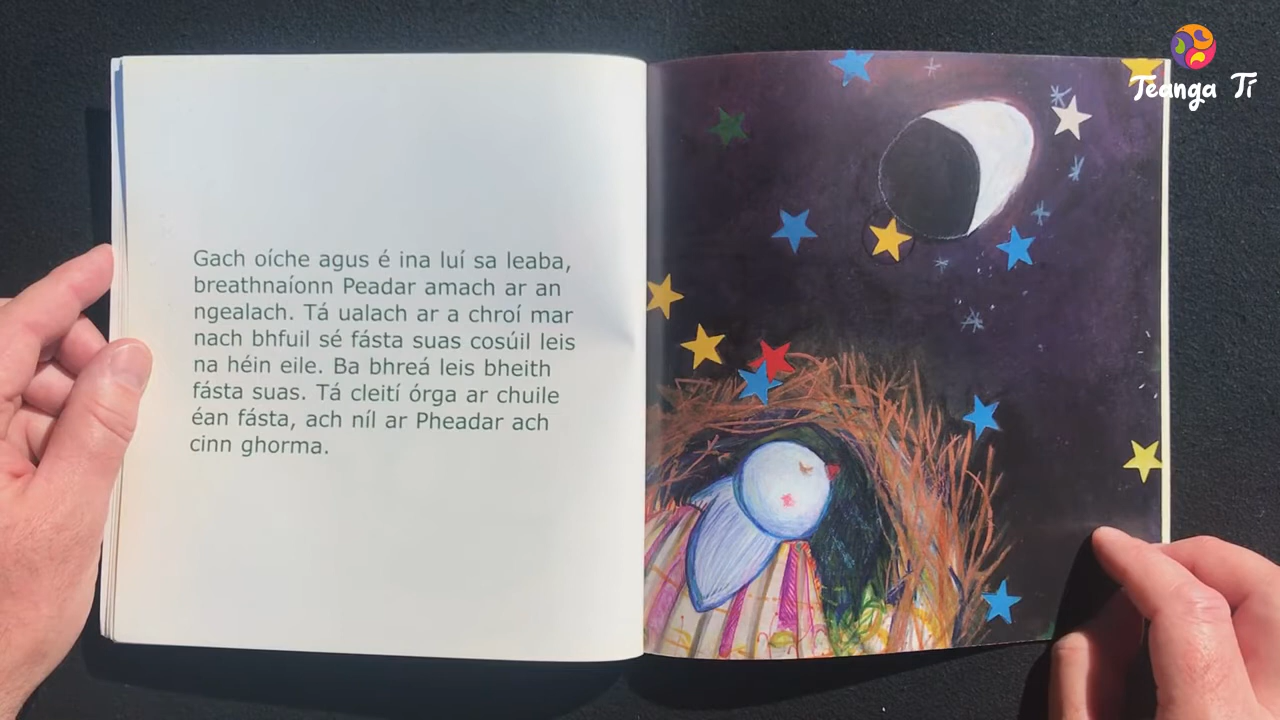 Gach oíche agus é ina luí sa leaba,
breathnaíonn Peadar amach ar an
ngealach. Tá ualach ar a chroí mar
nach bhfuil sé fásta suas cosúil leis
na héin eile. Ba bhreá leis bheith
fásta suas. Tá cleití órga ar chuile
éan fásta, ach níl ar Pheadar ach
cinn ghorma.
Teanga Tí